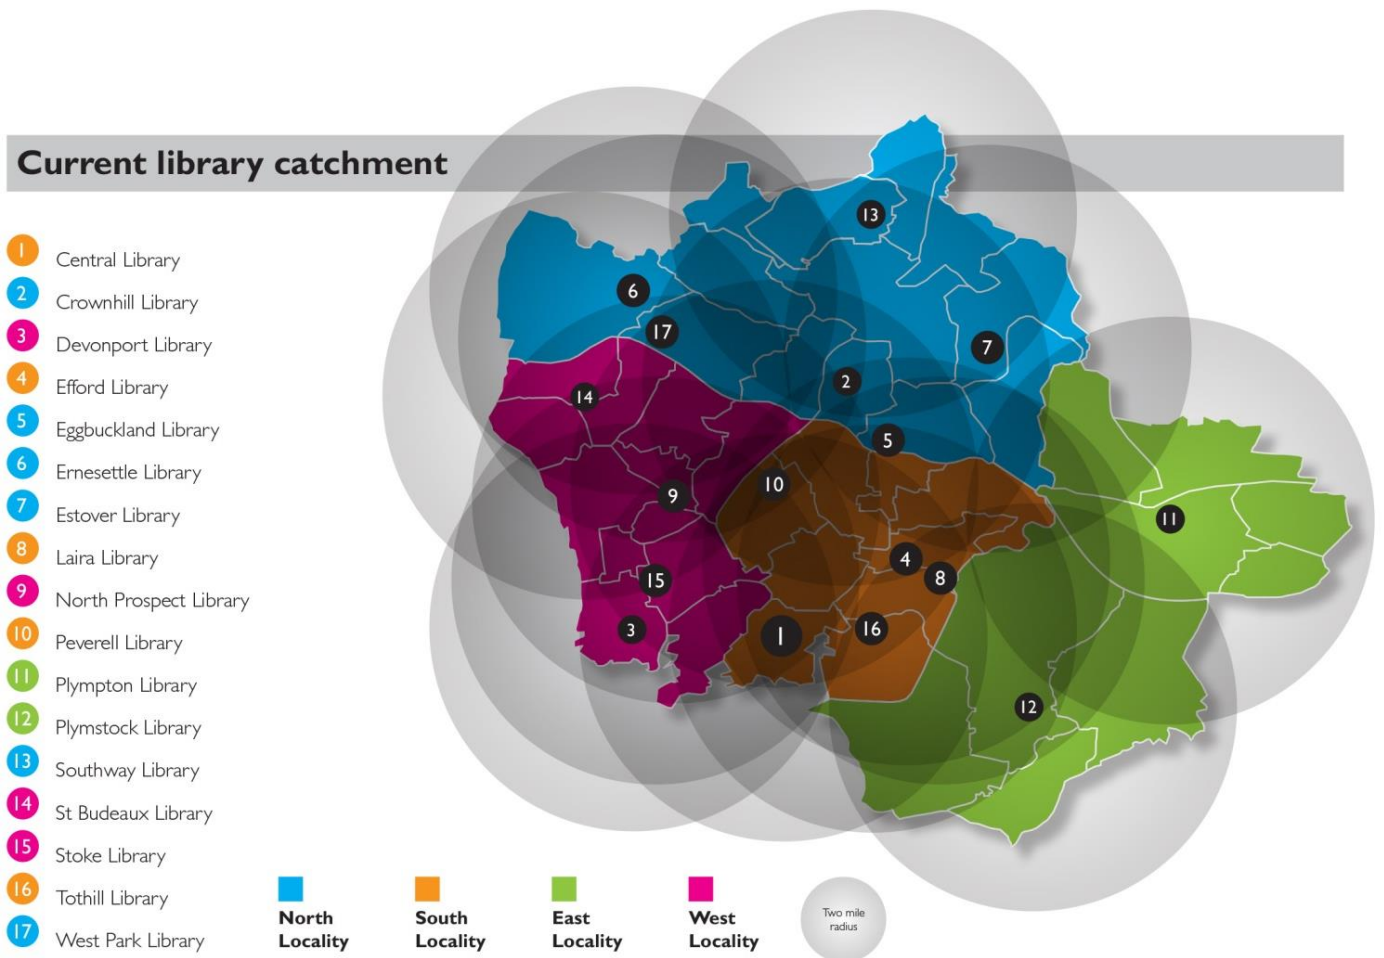 Current library catchment
1 Central Library
2 Crownhill Library
3 Devonport Library
4 Efford Library
5 Eggbuckland Library
6 Ernesettle Library
7 Estover Library
8 Laira Library
9 North Prospect Library
10 Peverell Library
11 Plympton Library
12 Plymstock Library
13 Southway Library
14 St Budeaux Library
15 Stoke Library
16 Tothill Library
17 West Park Library
13
6
17
7
2
14
5
10
9
11
4
8
15
3
1
16
12
North
Locality
South
Locality
East
Locality
West
Locality
Two mile
radius